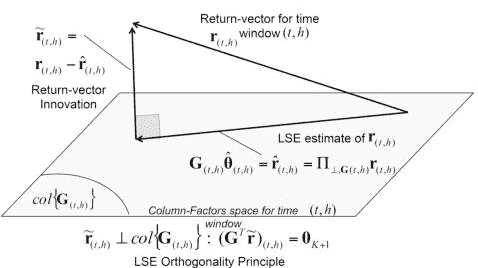 Return-vector for time
r̃(t,h) =
r(t,h) window (t,h)
r(t,h) − r̂(t,h)
Return-vector
Innovation
LSE estimate of r(t,h)
G(t,h)θ̂(t,h) = r̂(t,h) = Π⊥,G(t,h)r(t,h)
col{G(t,h)}
Column-Factors space for time (t,h)
window
r̃(t,h) ⊥ col{G(t,h)} : (Gᵀr̃)(t,h) = 0K+1
LSE Orthogonality Principle